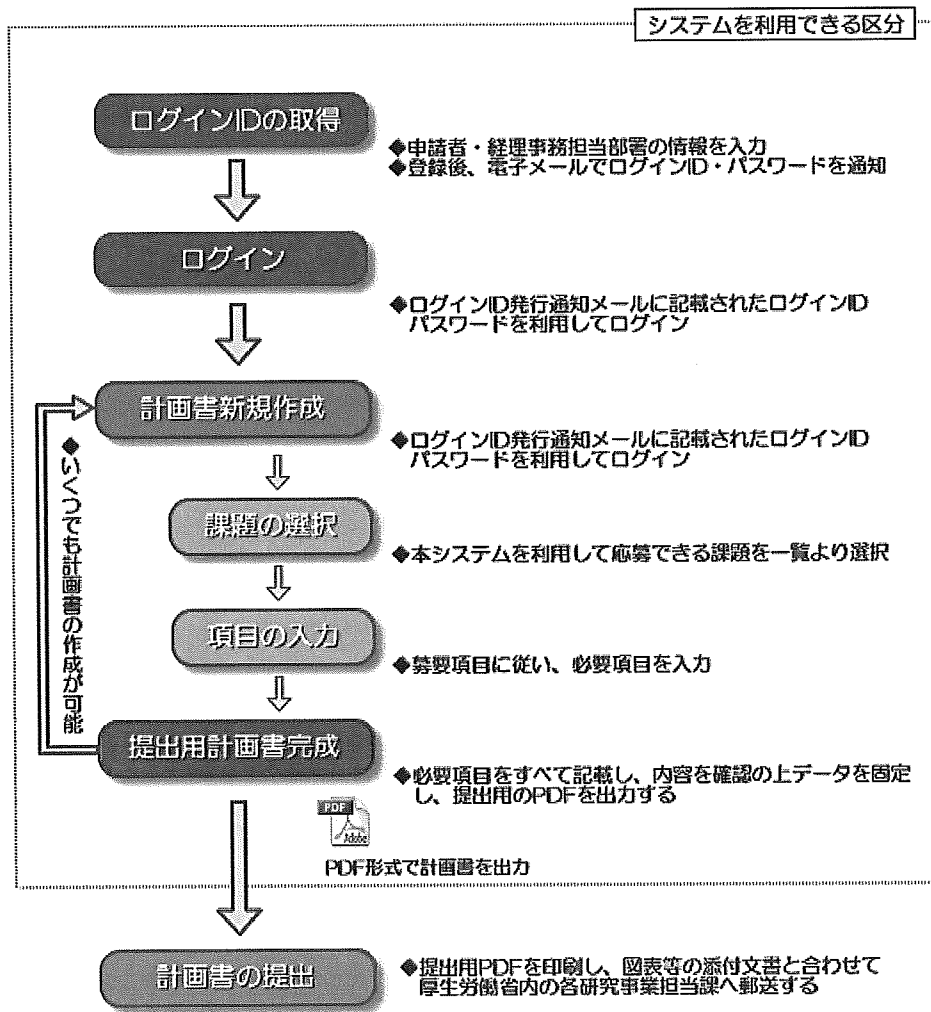 システムを利用できる区分
ログインIDの取得
◆申請者・経理事務担当部署の情報を入力
◆登録後、電子メールでログインID・パスワードを通知
ログイン
◆ログインID発行通知メールに記載されたログインID
パスワードを利用してログイン
計画書新規作成
◆ログインID発行通知メールに記載されたログインID
パスワードを利用してログイン
◆いくつでも計画書の作成が可能
課題の選択
◆本システムを利用して応募できる課題を一覧より選択
項目の入力
◆募要項目に従い、必要項目を入力
提出用計画書完成
◆必要項目をすべて記載し、内容を確認の上データを固定
し、提出用のPDFを出力する
PDF
Adobe
PDF形式で計画書を出力
計画書の提出
◆提出用PDFを印刷し、図表等の添付文書と合わせて
厚生労働省内の各研究事業担当課へ郵送する